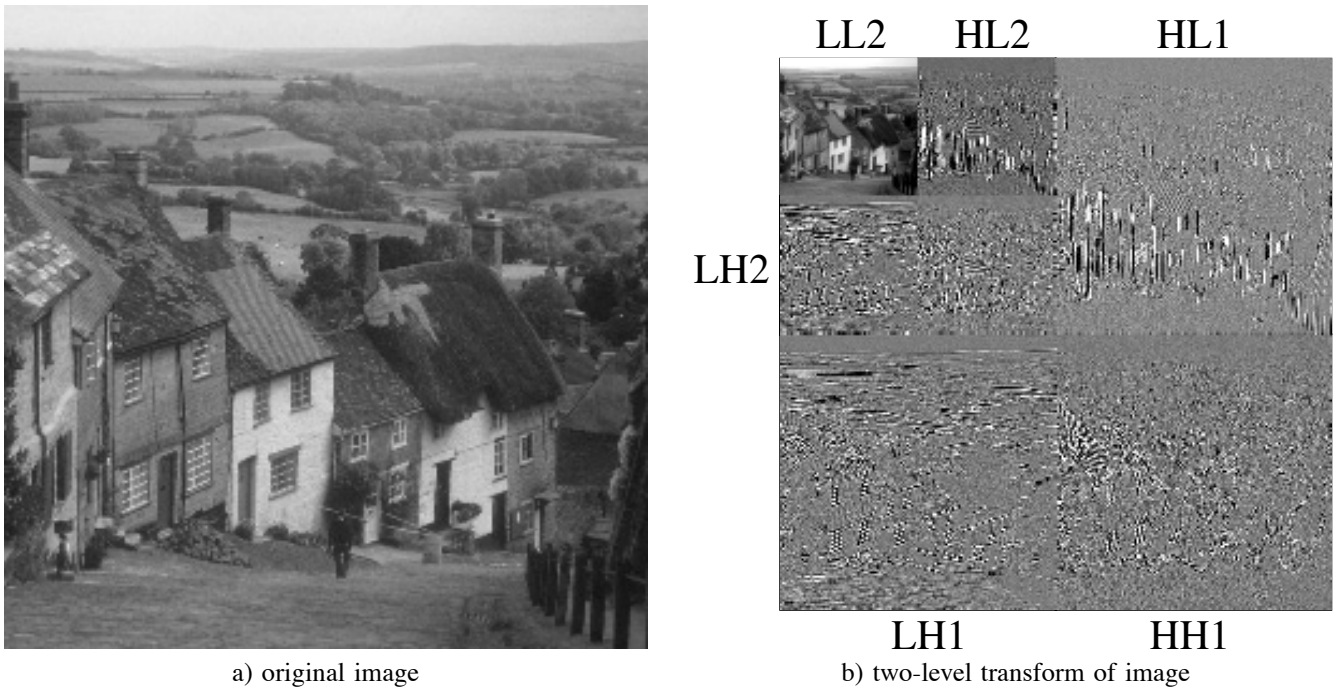 LL2 HL2 HL1
LH2
LH1 HH1
a) original image
b) two-level transform of image